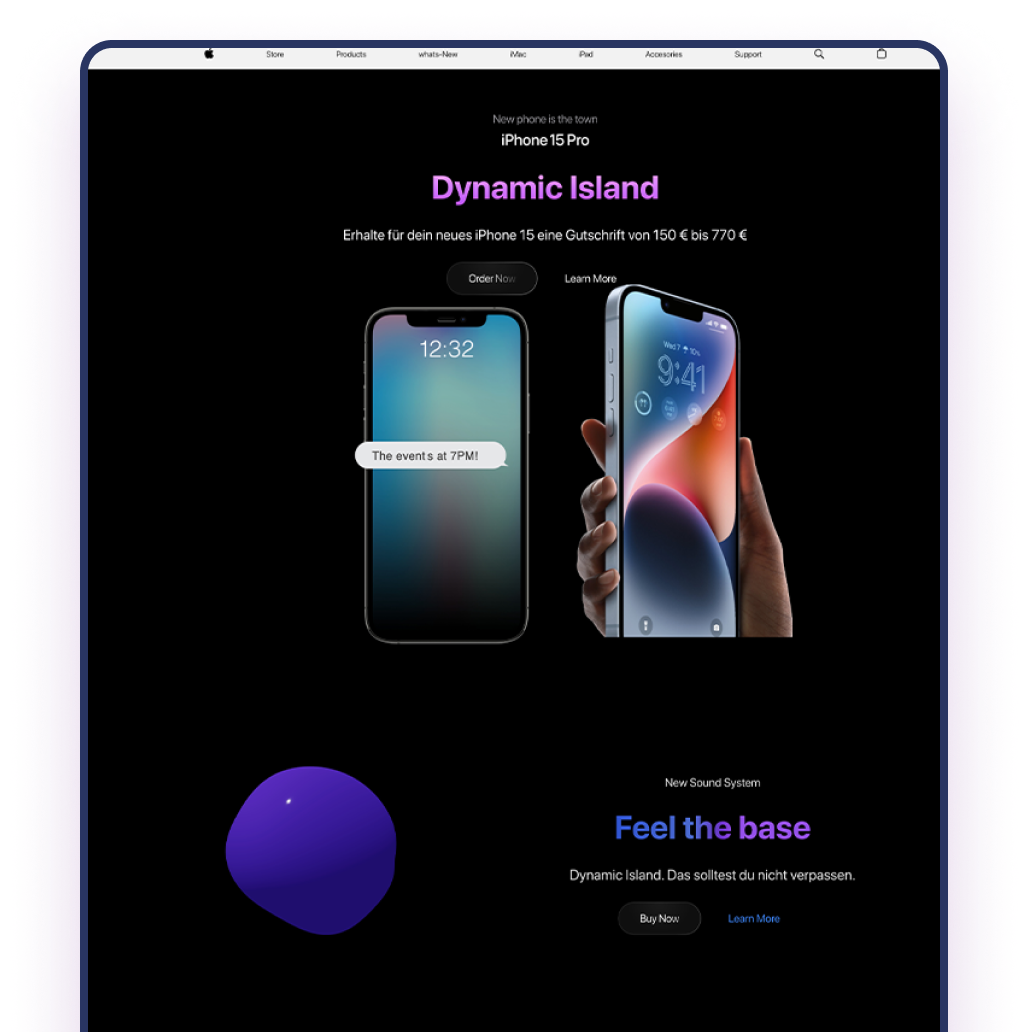 Store Products whats-New iMac iPad Accesories Support
New phone is the town
iPhone 15 Pro
Dynamic Island
Erhalte für dein neues iPhone 15 eine Gutschrift von 150 € bis 770 €
Order Now Learn More
12:32
The events at 7PM!
Wed 7 10%
9:41
New Sound System
Feel the base
Dynamic Island. Das solltest du nicht verpassen.
Buy Now Learn More